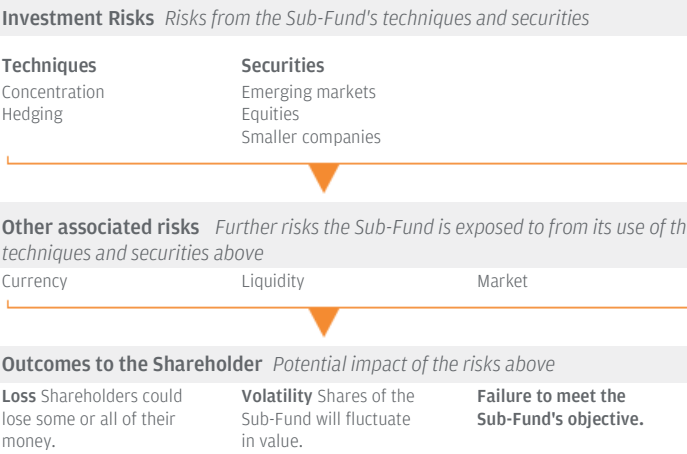 Investment Risks Risks from the Sub-Fund's techniques and securities
Techniques
Concentration
Hedging
Securities
Emerging markets
Equities
Smaller companies
Other associated risks Further risks the Sub-Fund is exposed to from its use of th
techniques and securities above
Currency
Liquidity
Market
Outcomes to the Shareholder Potential impact of the risks above
Loss Shareholders could
lose some or all of their
money.
Volatility Shares of the
Sub-Fund will fluctuate
in value.
Failure to meet the
Sub-Fund's objective.